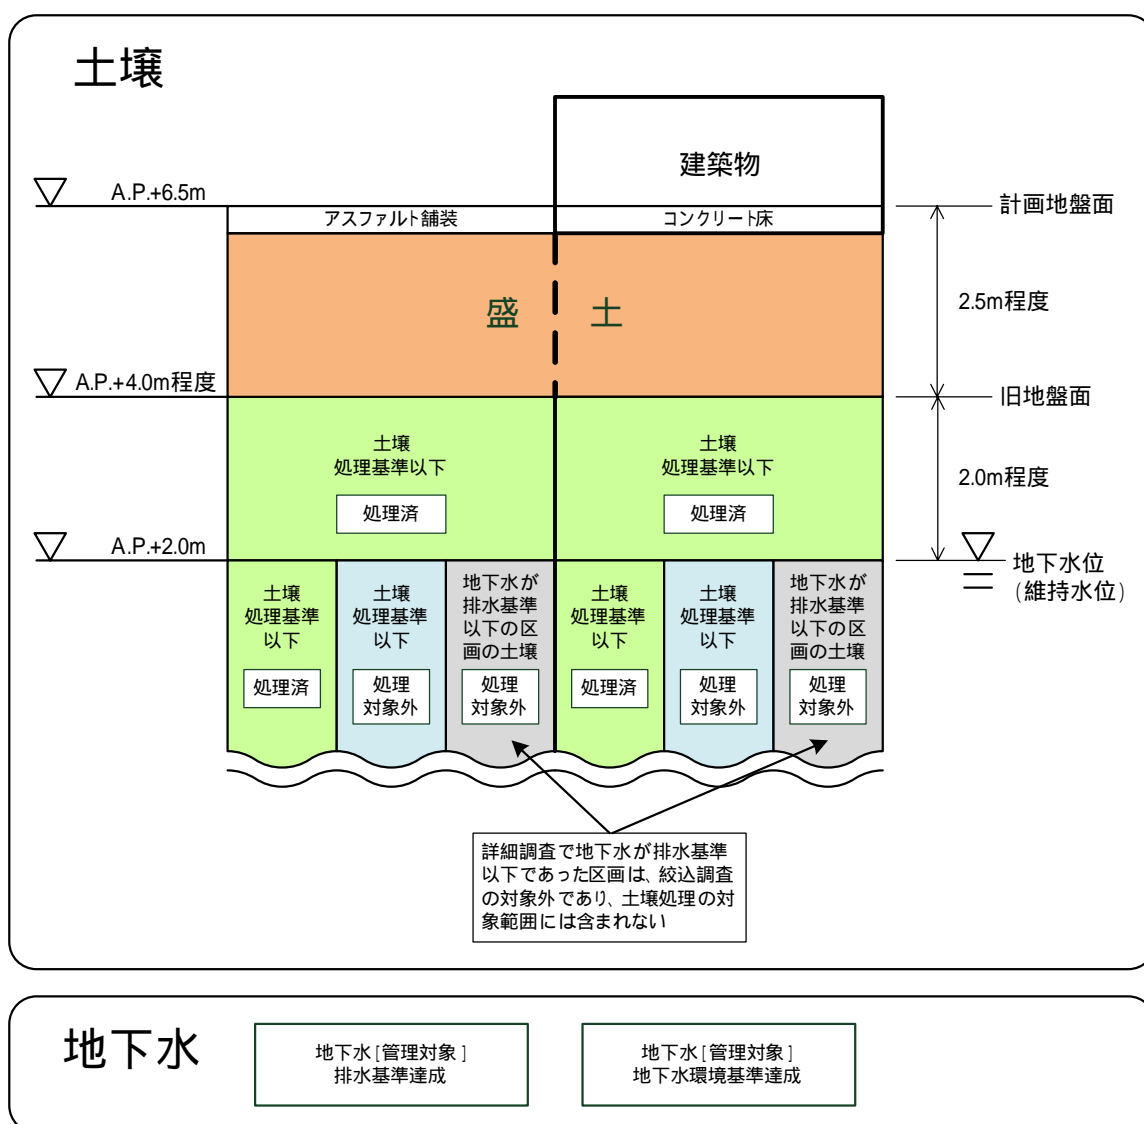 土壌
建築物
A.P.+6.5m
計画地盤面
アスファルト舗装
コンクリート床
盛土
2.5m程度
A.P.+4.0m程度
旧地盤面
土壌
処理基準以下
処理済
土壌
処理基準以下
処理済
2.0m程度
A.P.+2.0m
地下水位
(維持水位)
土壌
処理基準
以下
処理済
土壌
処理基準
以下
処理
対象外
地下水が
排水基準
以下の区
画の土壌
処理
対象外
土壌
処理基準
以下
処理済
土壌
処理基準
以下
処理
対象外
地下水が
排水基準
以下の区
画の土壌
処理
対象外
詳細調査で地下水が排水基準
以下であった区画は、絞込調査
の対象外であり、土壌処理の対
象範囲には含まれない
地下水
地下水[管理対象]
排水基準達成
地下水[管理対象]
地下水環境基準達成